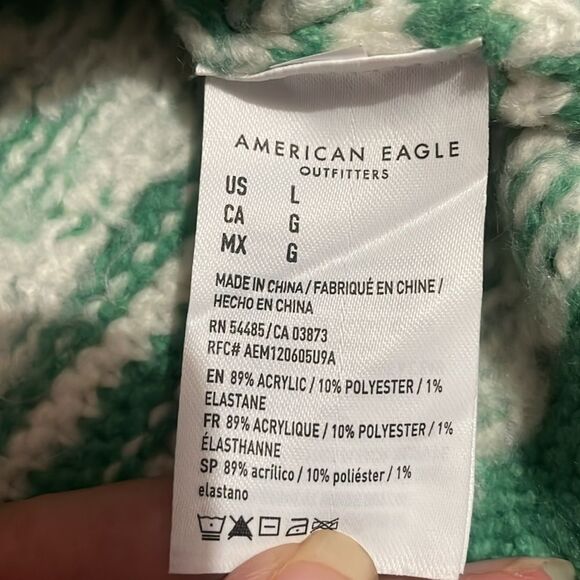 AMERICAN EAGLE
OUTFITTERS
US L
CA G
MX G
MADE IN CHINA / FABRIQUÉ EN CHINE /
HECHO EN CHINA
RN 54485 / CA 03873
RFC# AEM120605U9A
EN 89% ACRYLIC / 10% POLYESTER / 1%
ELASTANE
FR 89% ACRYLIQUE / 10% POLYESTER / 1%
ÉLASTHANNE
SP 89% acrílico / 10% poliéster / 1%
elastano